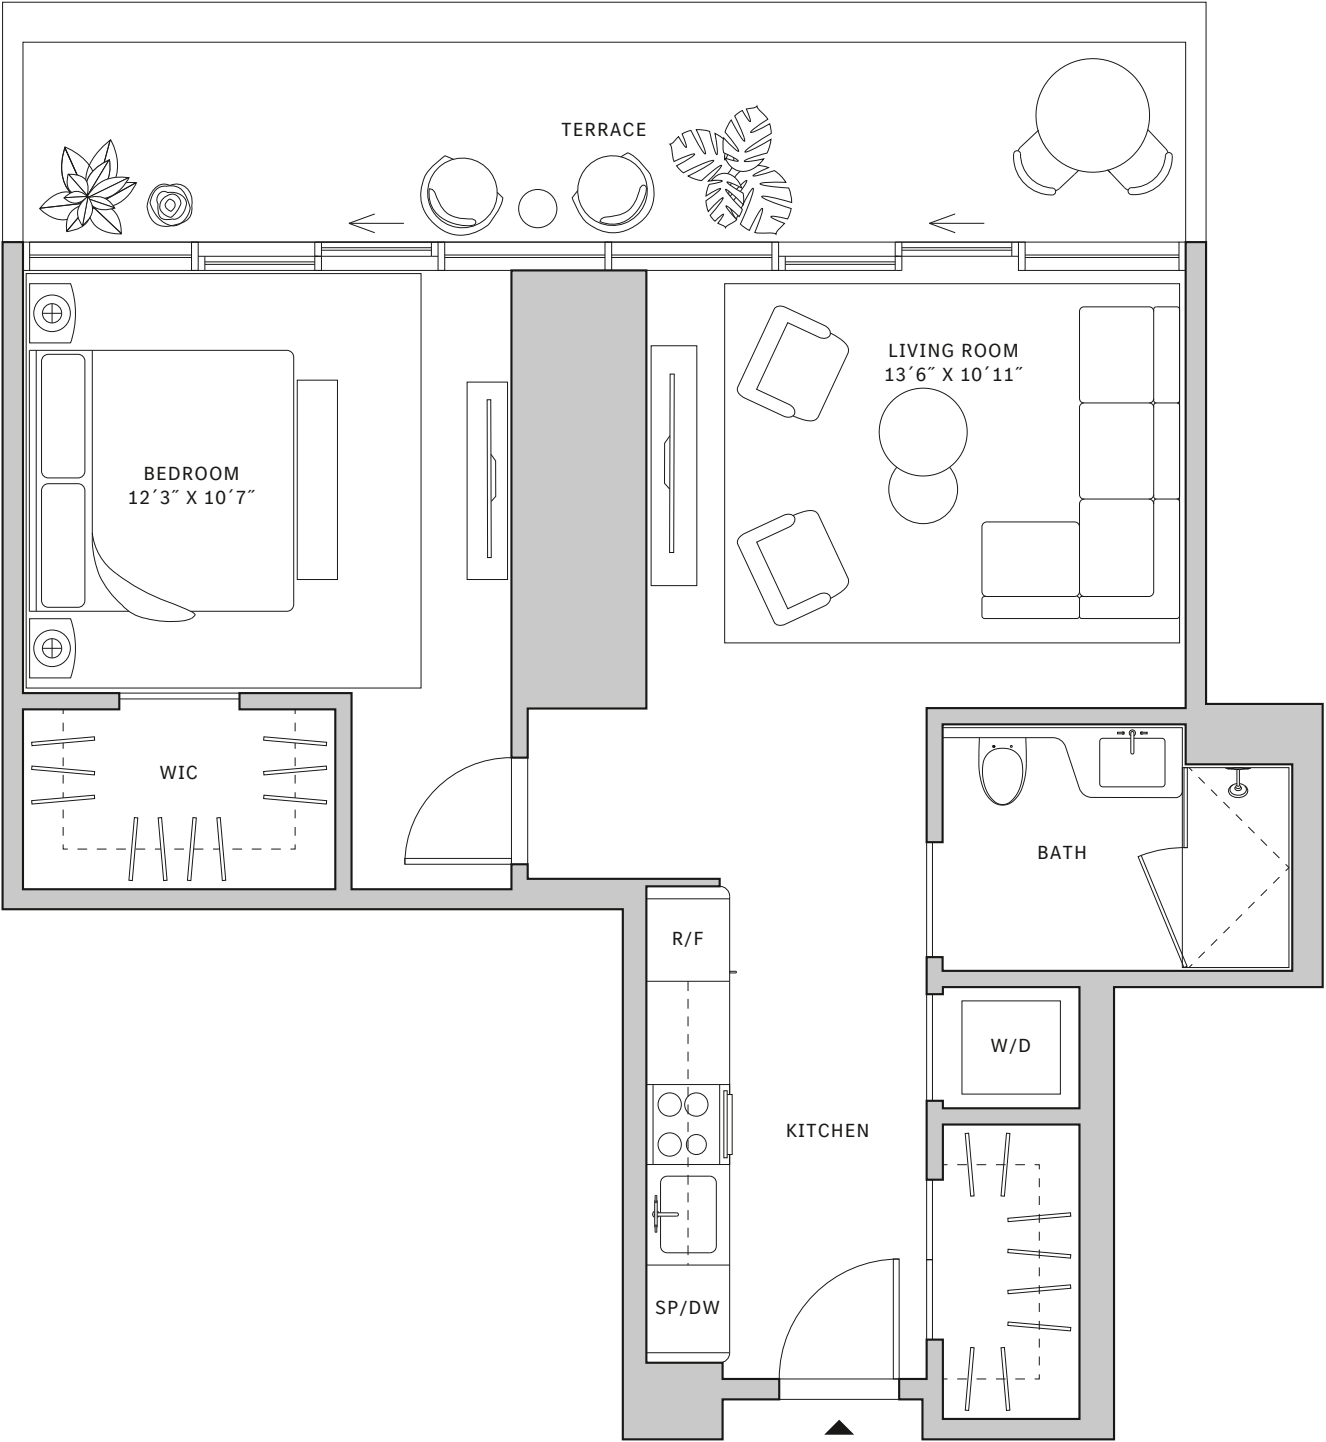 TERRACE
LIVING ROOM
13´6˝ X 10´11˝
BEDROOM
12´3˝ X 10´7˝
WIC
BATH
R/F
W/D
KITCHEN
SP/DW